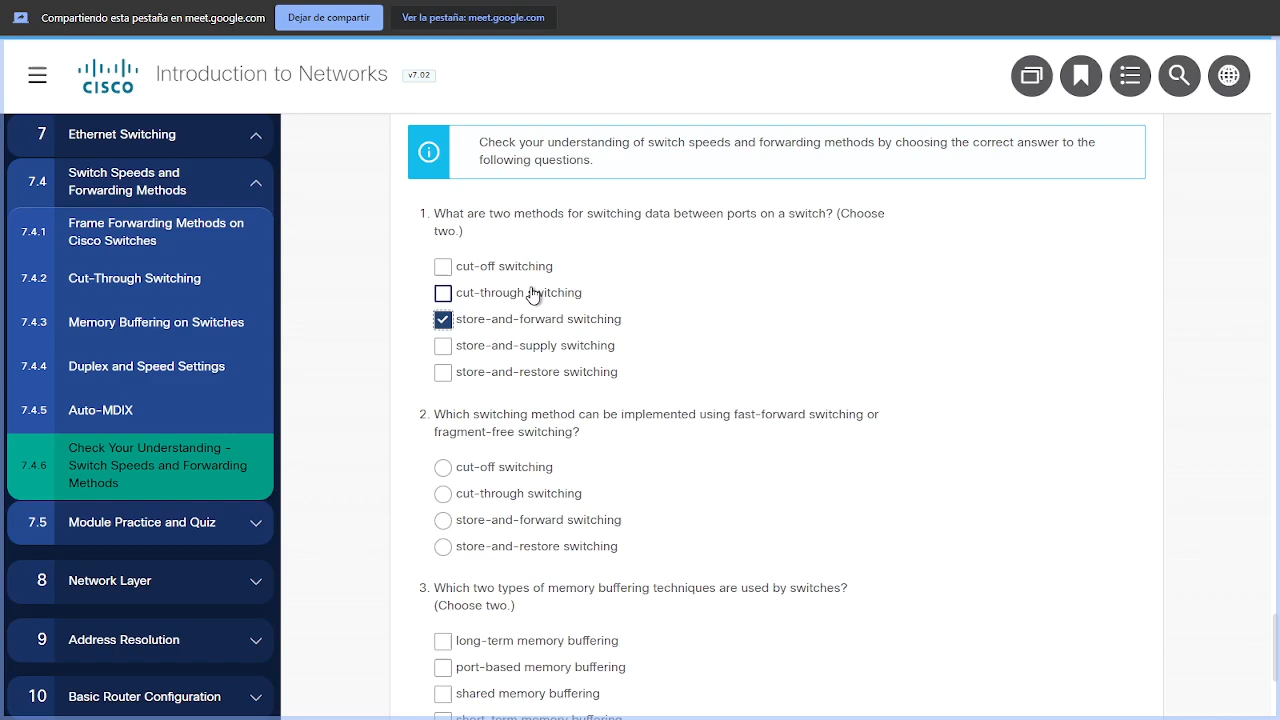 Compartiendo esta pestaña en meet.google.com
Dejar de compartir
Ver la pestaña: meet.google.com
CISCO
Introduction to Networks
v7.02
7
Ethernet Switching
7.4
Switch Speeds and
Forwarding Methods
7.4.1
Frame Forwarding Methods on
Cisco Switches
7.4.2
Cut-Through Switching
7.4.3
Memory Buffering on Switches
7.4.4
Duplex and Speed Settings
7.4.5
Auto-MDIX
7.4.6
Check Your Understanding -
Switch Speeds and Forwarding
Methods
7.5
Module Practice and Quiz
8
Network Layer
9
Address Resolution
10
Basic Router Configuration
Check your understanding of switch speeds and forwarding methods by choosing the correct answer to the
following questions.
1. What are two methods for switching data between ports on a switch? (Choose
two.)
cut-off switching
cut-through switching
store-and-forward switching
store-and-supply switching
store-and-restore switching
2. Which switching method can be implemented using fast-forward switching or
fragment-free switching?
cut-off switching
cut-through switching
store-and-forward switching
store-and-restore switching
3. Which two types of memory buffering techniques are used by switches?
(Choose two.)
long-term memory buffering
port-based memory buffering
shared memory buffering
short-term memory buffering